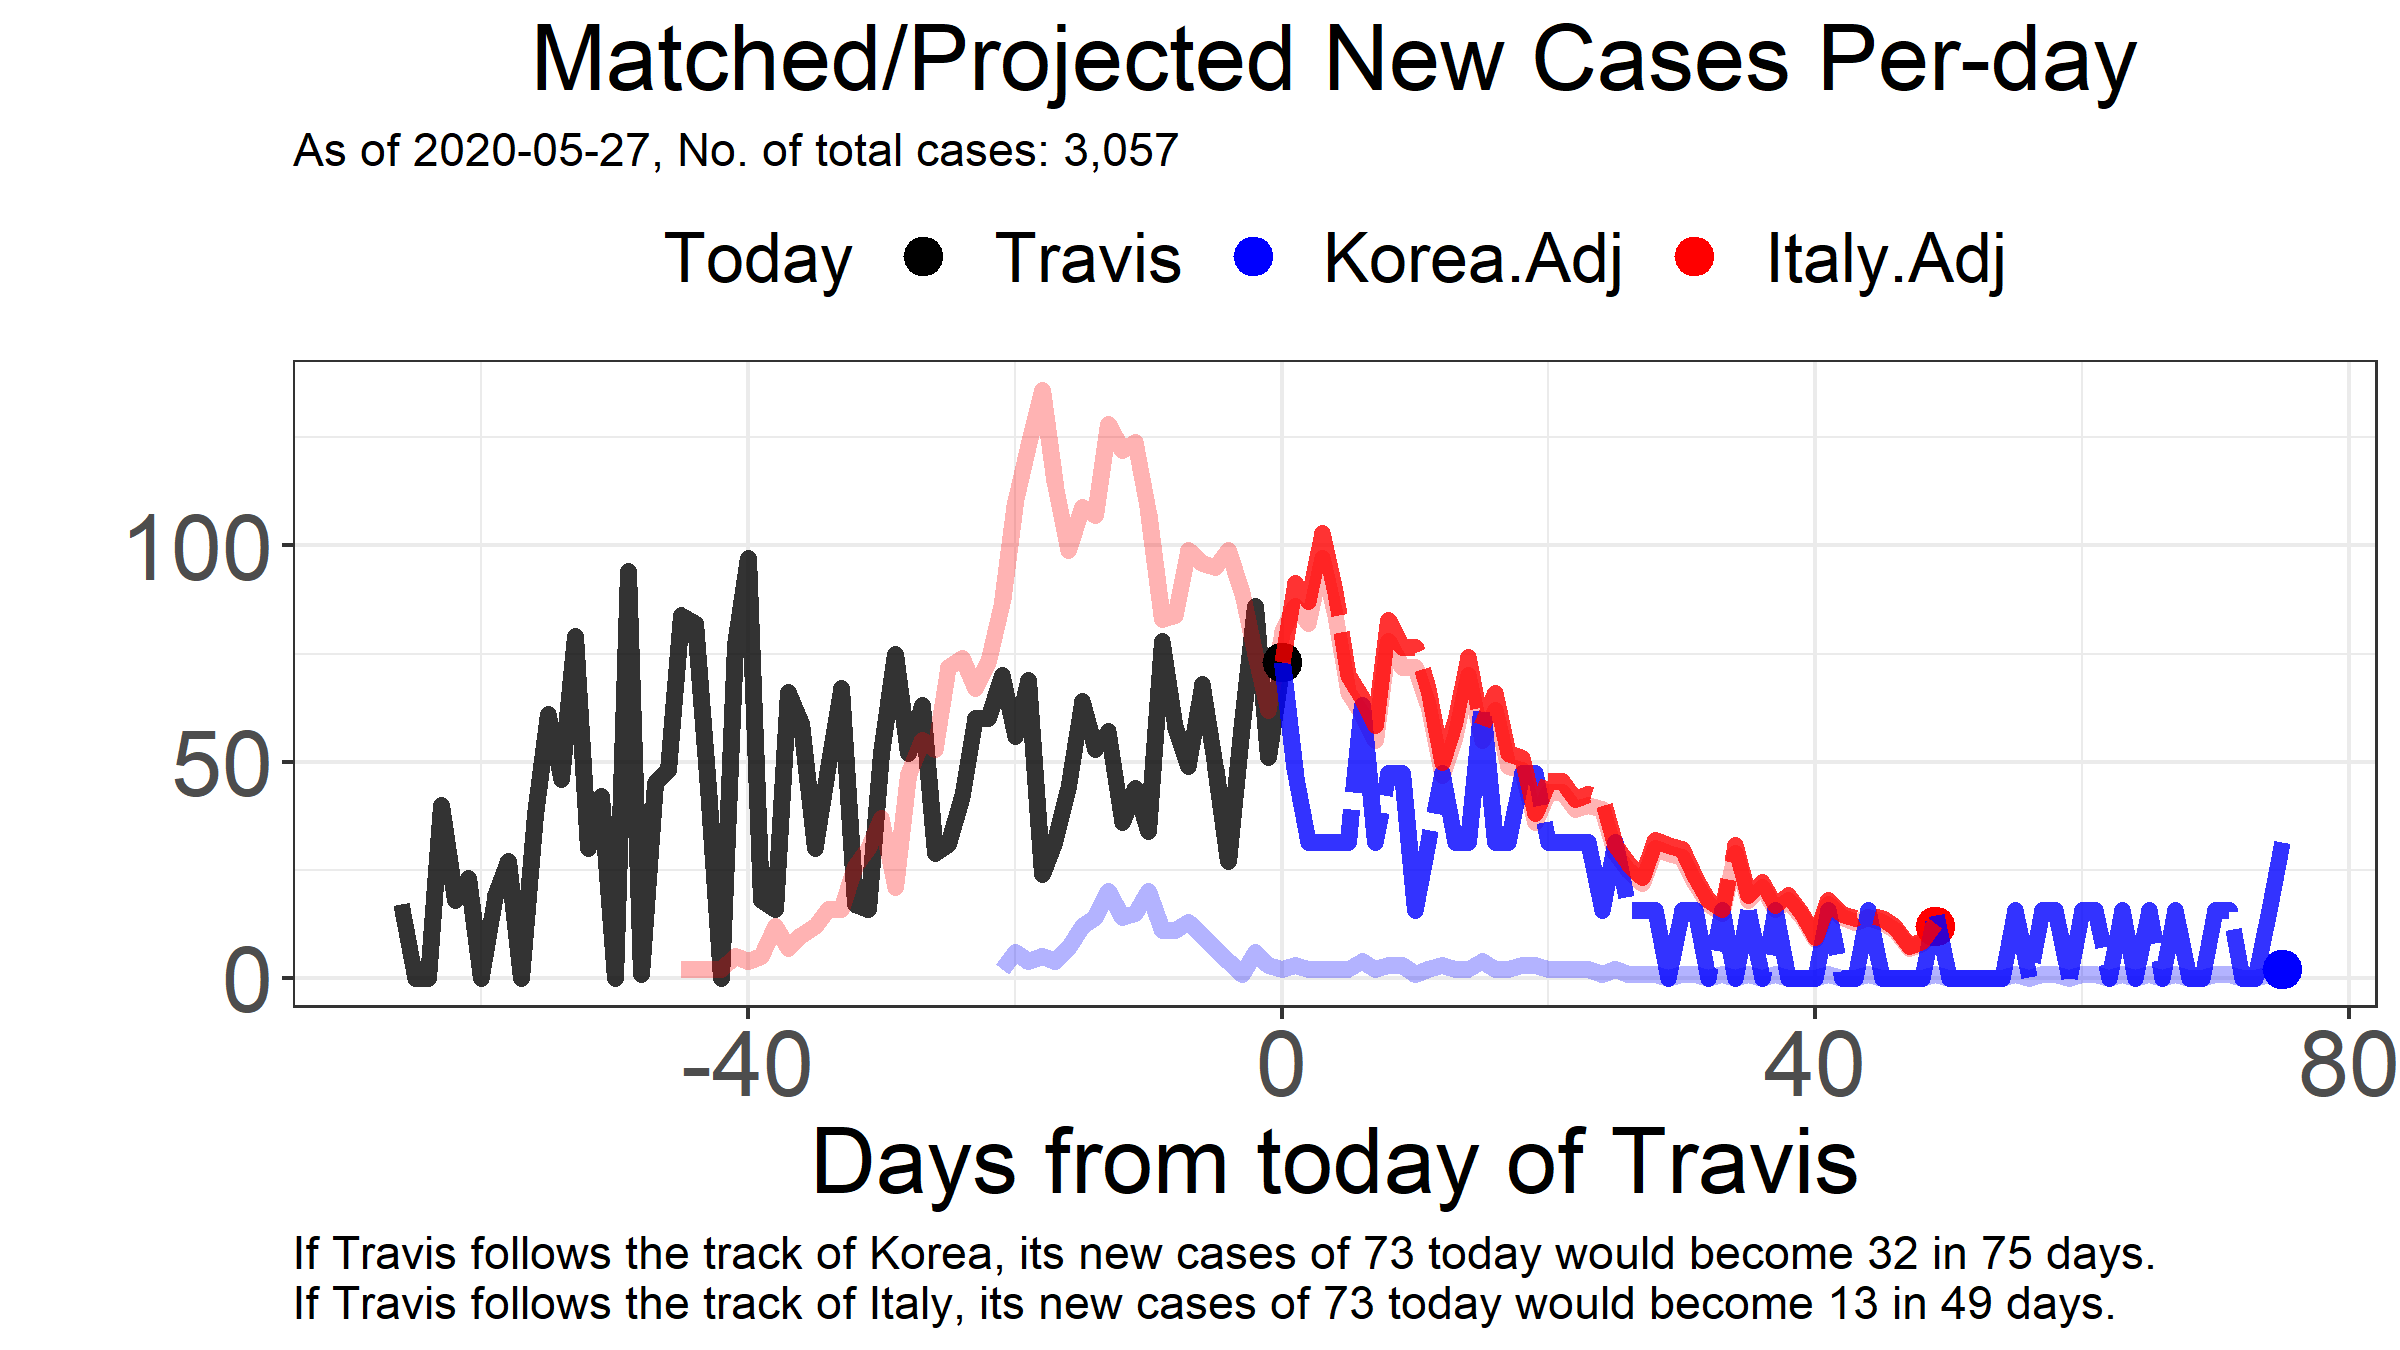 Matched/Projected New Cases Per-day
As of 2020-05-27, No. of total cases: 3,057
Today Travis Korea.Adj Italy.Adj
100
50
0
-40 0 40 80
Days from today of Travis
If Travis follows the track of Korea, its new cases of 73 today would become 32 in 75 days.
If Travis follows the track of Italy, its new cases of 73 today would become 13 in 49 days.